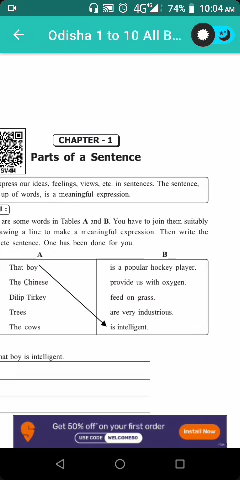 4G 74% 10:04 AM
Odisha 1 to 10 All B...
CHAPTER - 1
Parts of a Sentence
xpress our ideas, feelings, views, etc. in sentences. The sentence,
up of words, is a meaningful expression.
are some words in Tables A and B. You have to join them suitably
awing a line to make a meaningful expression. Then write the
ete sentence. One has been done for you
A B
That boy is a popular hockey player.
The Chinese provide us with oxygen.
Dilip Tirkey feed on grass.
Trees are very industrious.
The cows is intelligent.
hat boy is intelligent.
Get 50% off on your first order
USE CODE WELCOME50
Install Now